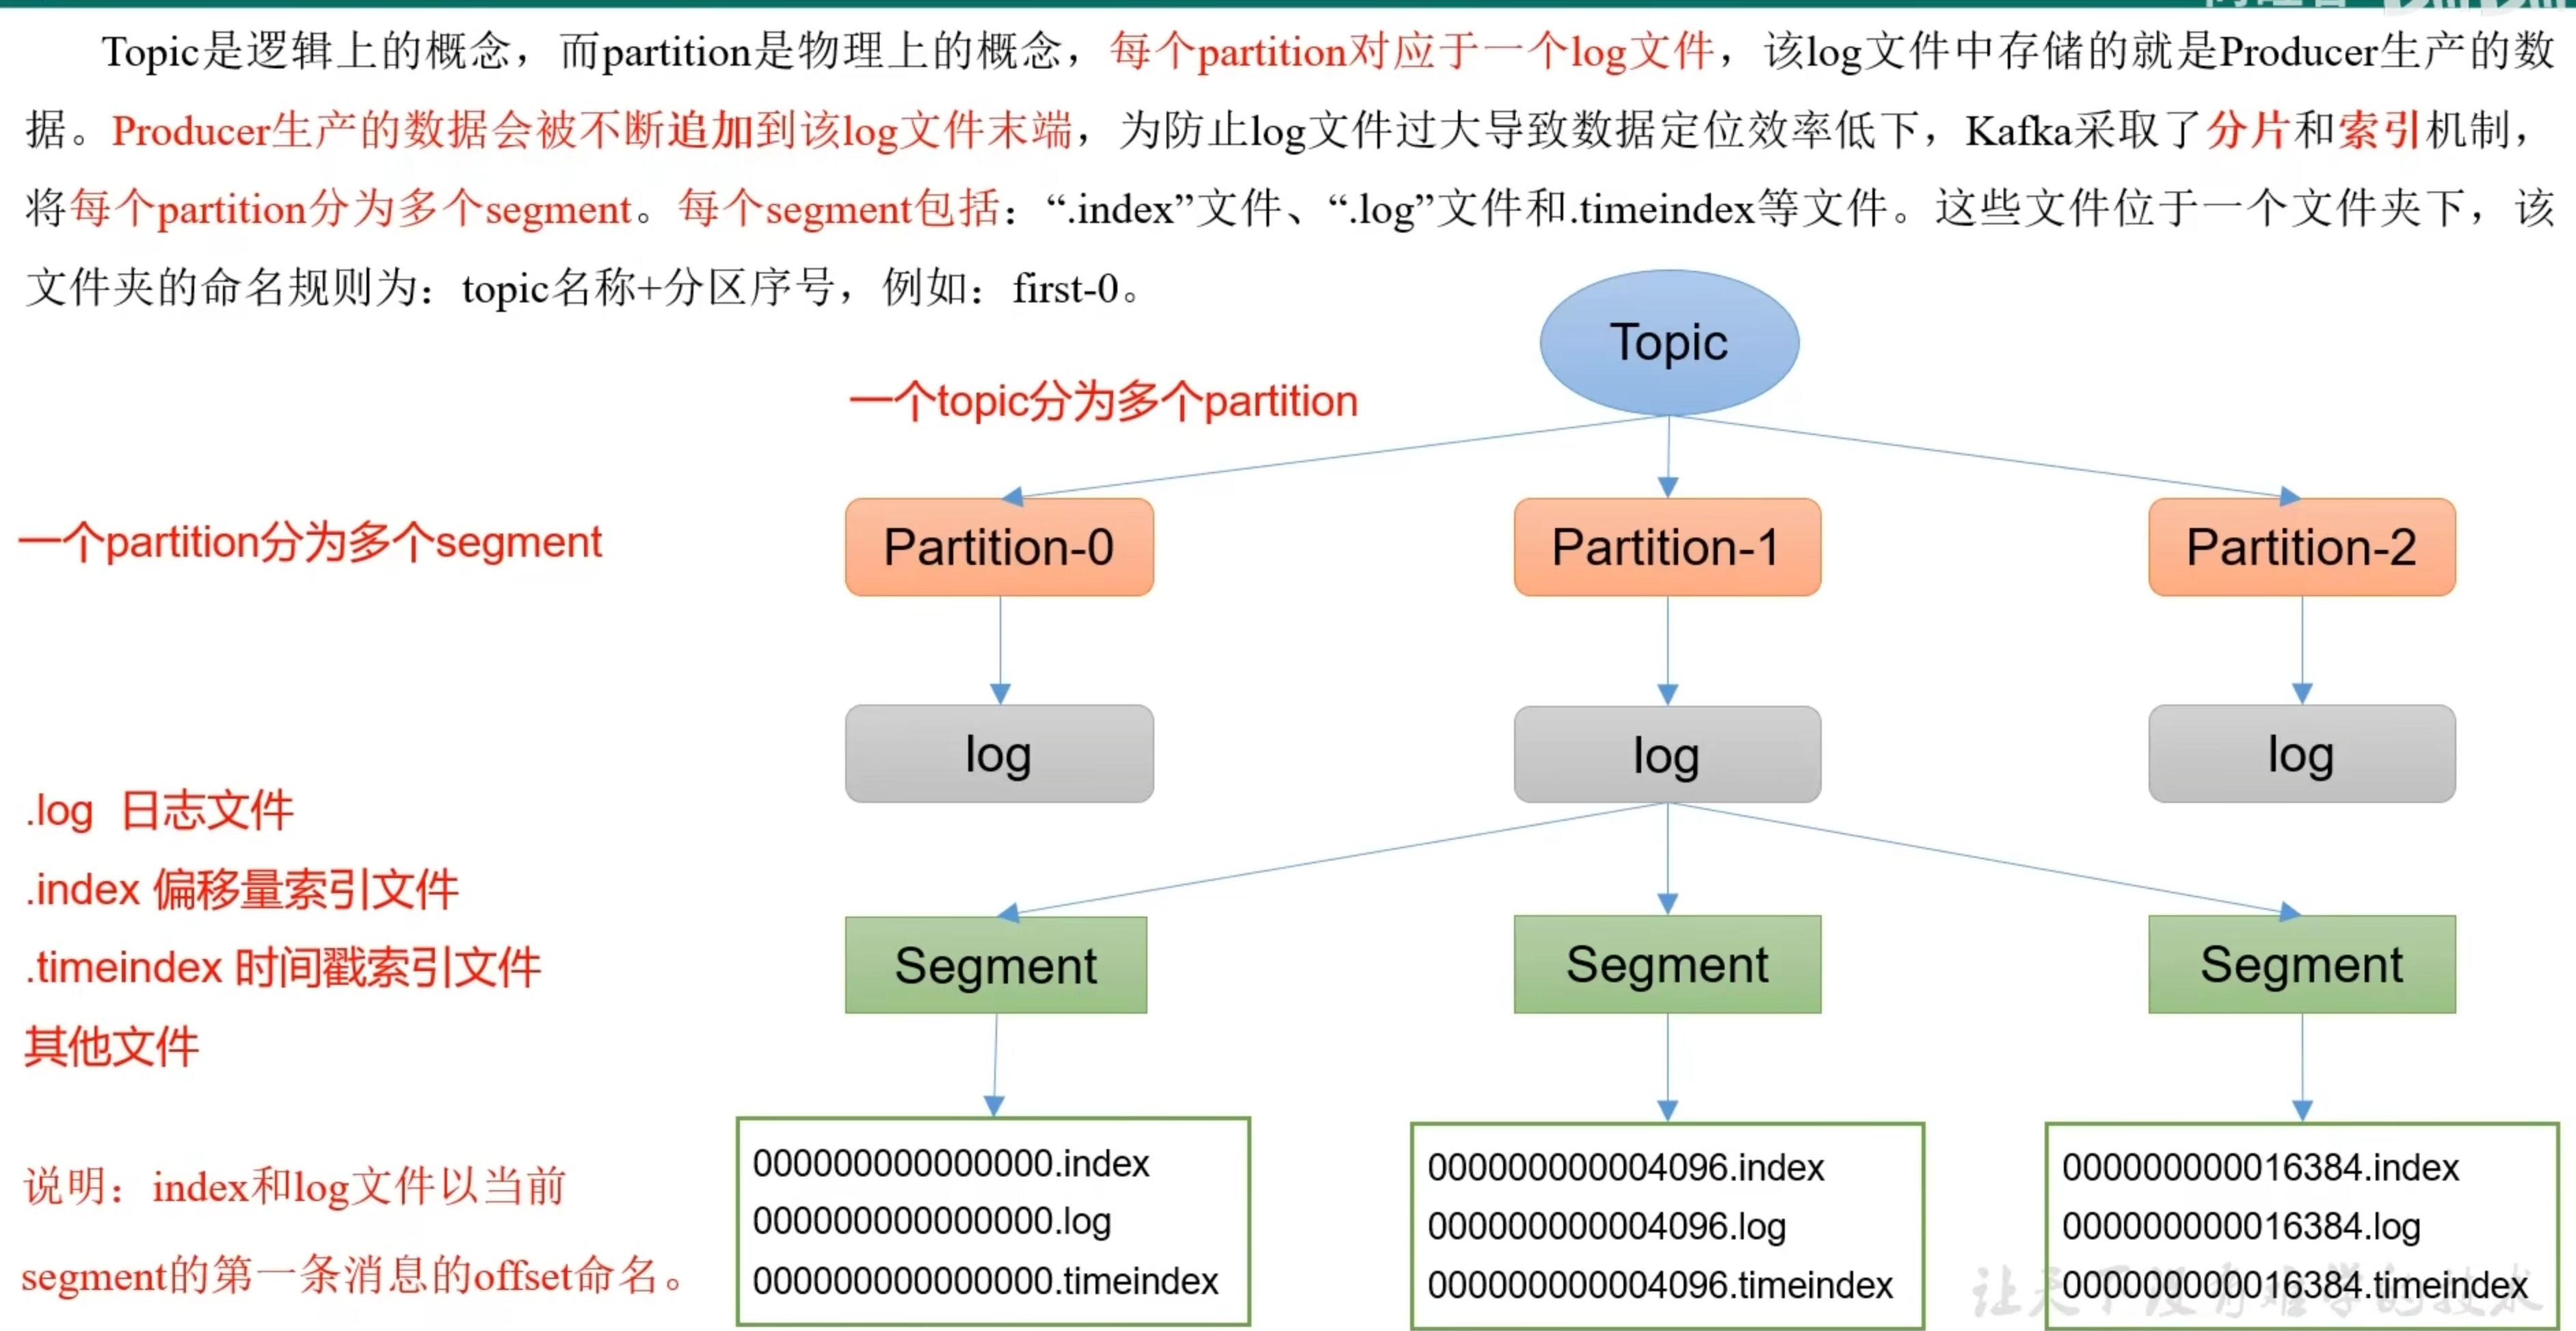 Topic是逻辑上的概念，而partition是物理上的概念，每个partition对应于一个log文件，该log文件中存储的就是Producer生产的数
据。Producer生产的数据会被不断追加到该log文件末端，为防止log文件过大导致数据定位效率低下，Kafka采取了分片和索引机制，
将每个partition分为多个segment。每个segment包括：“.index”文件、“.log”文件和.timeindex等文件。这些文件位于一个文件夹下，该
文件夹的命名规则为：topic名称+分区序号，例如：first-0。
Topic
一个topic分为多个partition
一个partition分为多个segment
Partition-0
Partition-1
Partition-2
log
log
log
.log 日志文件
.index 偏移量索引文件
.timeindex 时间戳索引文件
其他文件
Segment
Segment
Segment
说明：index和log文件以当前
segment的第一条消息的offset命名。
000000000000000.index
000000000000000.log
000000000000000.timeindex
000000000004096.index
000000000004096.log
000000000004096.timeindex
000000000016384.index
000000000016384.log
000000000016384.timeindex
让天下没有难学的技术